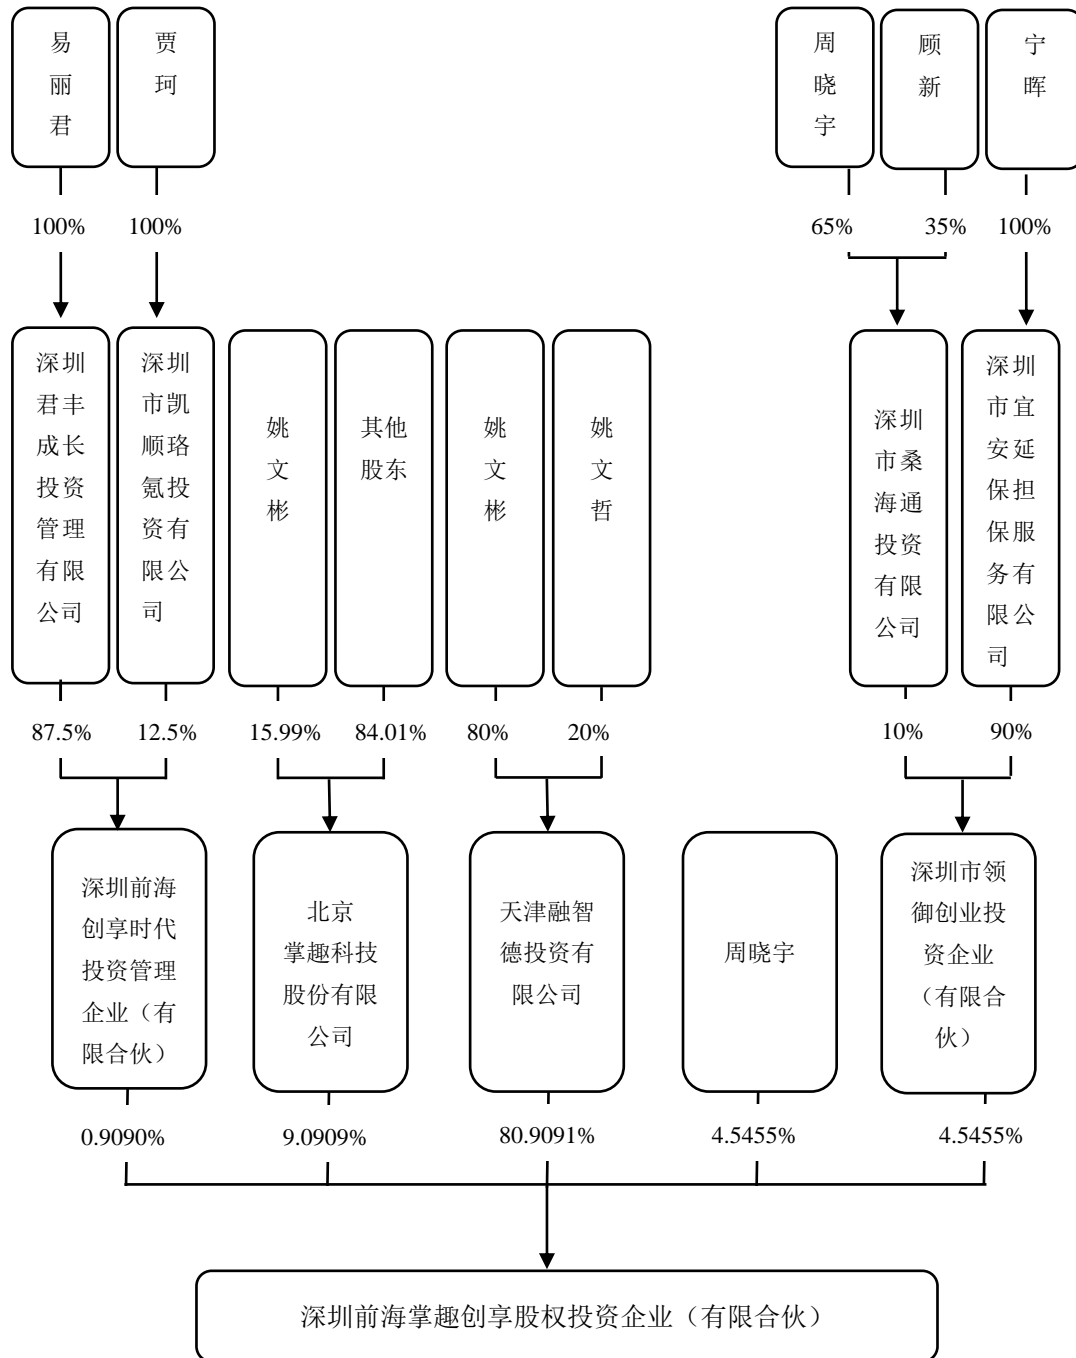 易
丽
君
贾
珂
周
晓
宇
顾
新
宁
晖
100%
100%
65%
35%
100%
深圳
君丰
成长
投资
管理
有限
公司
深圳
市凯
顺珞
氪投
资有
限公
司
姚
文
彬
其他
股东
姚
文
彬
姚
文
哲
深圳
市桑
海通
投资
有限
公司
深圳
市宜
安延
保担
保服
务有
限公
司
87.5%
12.5%
15.99%
84.01%
80%
20%
10%
90%
深圳前海
创享时代
投资管理
企业（有
限合伙）
北京
掌趣科技
股份有限
公司
天津融智
德投资有
限公司
周晓宇
深圳市领
御创业投
资企业
（有限合
伙）
0.9090%
9.0909%
80.9091%
4.5455%
4.5455%
深圳前海掌趣创享股权投资企业（有限合伙）